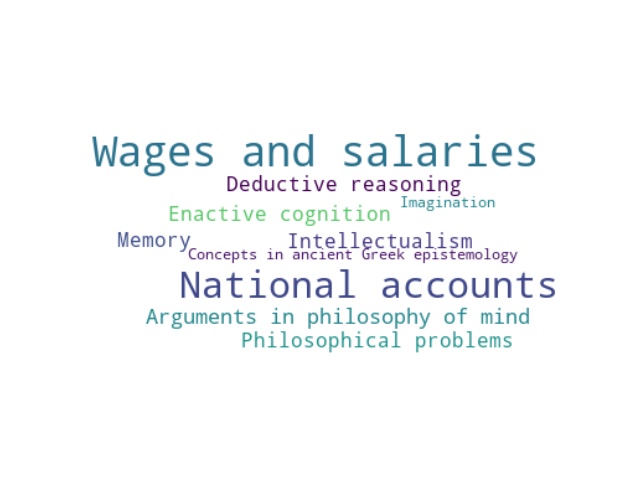 Wages and salaries
Deductive reasoning
Imagination
Enactive cognition
Memory
Intellectualism
Concepts in ancient Greek epistemology
National accounts
Arguments in philosophy of mind
Philosophical problems